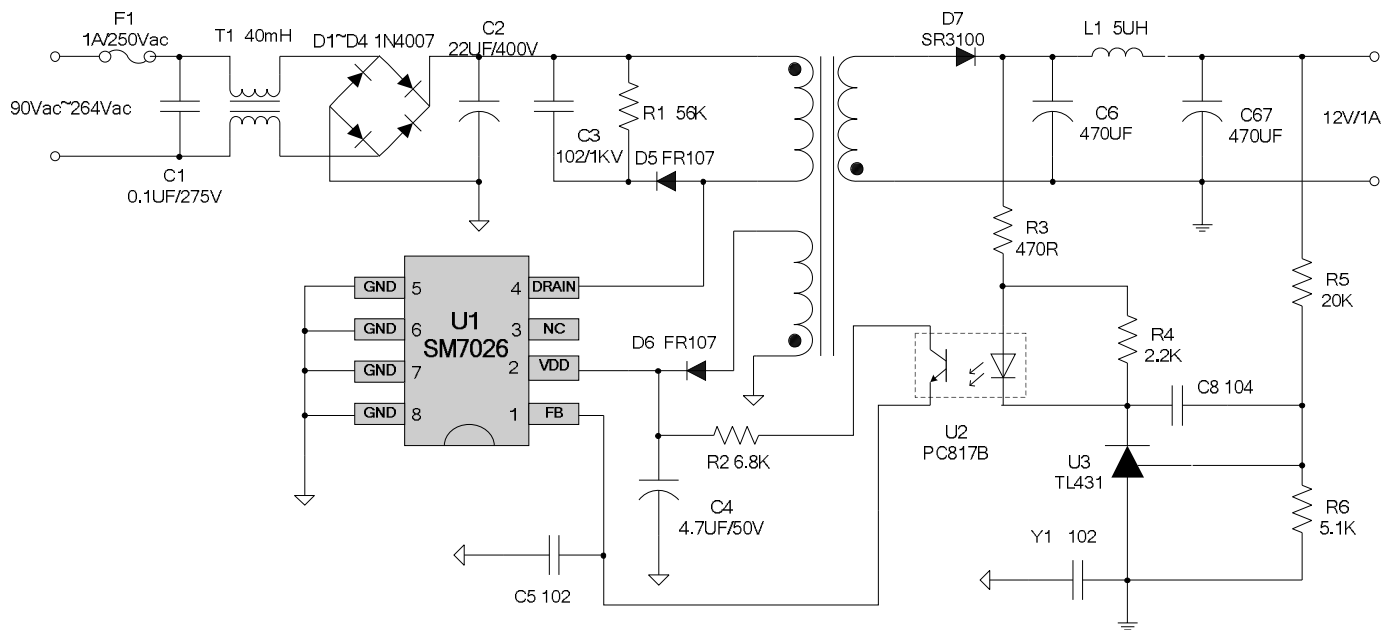 F1
1A/250Vac
T1 40mH
D1~D4 1N4007
C2
22UF/400V
D7
SR3100
L1 5UH
90Vac~264Vac
R1 56K
C3
102/1KV
D5 FR107
C6
470UF
C67
470UF
12V/1A
C1
0.1UF/275V
R3
470R
GND 5
4 DRAIN
U1
SM7026
GND 6
3 NC
GND 7
2 VDD
GND 8
1 FB
D6 FR107
R5
20K
R4
2.2K
C8 104
U2
PC817B
R2 6.8K
U3
TL431
C4
4.7UF/50V
R6
5.1K
Y1 102
C5 102